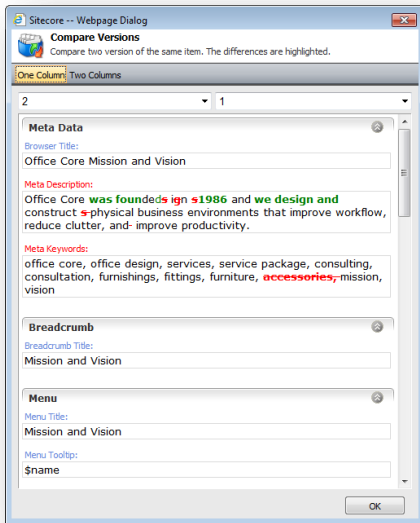 Sitecore -- Webpage Dialog
Compare Versions
Compare two version of the same item. The differences are highlighted.
One Column Two Columns
2 1
Meta Data
Browser Title:
Office Core Mission and Vision
Meta Description:
Office Core was founded​s ign s1986 and we design and
construct s physical business environments that improve workflow,
reduce clutter, and- improve productivity.
Meta Keywords:
office core, office design, services, service package, consulting,
consultation, furnishings, fittings, furniture, accessories, mission,
vision
Breadcrumb
Breadcrumb Title:
Mission and Vision
Menu
Menu Title:
Mission and Vision
Menu Tooltip:
$name
OK